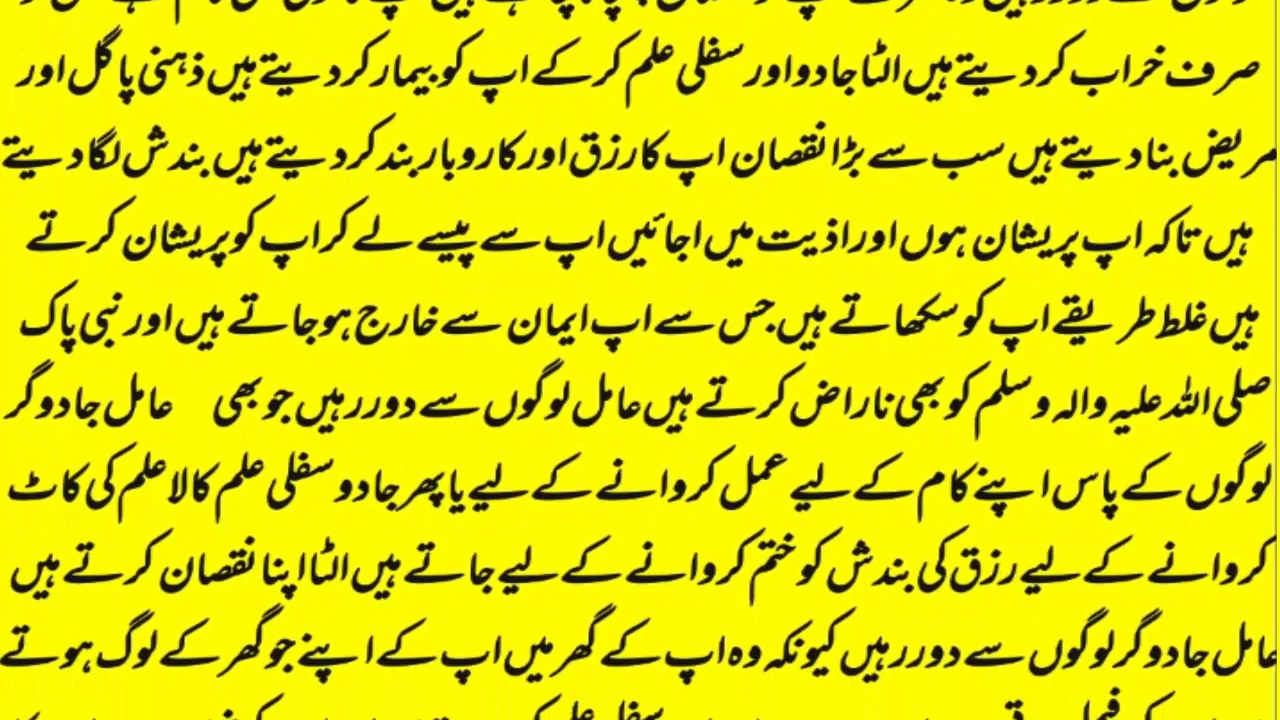 صرف خراب کر دیتے ہیں الٹا جادو اور سفلی علم کر کے اپ کو بیمار کر دیتے ہیں ذہنی پاگل اور
مریض بنا دیتے ہیں سب سے بڑا نقصان اپ کا رزق اور کاروبار بند کر دیتے ہیں بندش لگا دیتے
ہیں تاکہ اپ پریشان ہوں اور اذیت میں اجائیں اپ سے پیسے لے کر اپ کو پریشان کرتے
ہیں غلط طریقے اپ کو سکھاتے ہیں جس سے اپ ایمان سے خارج ہو جاتے ہیں اور نبی پاک
صلی اللہ علیہ والہ وسلم کو بھی ناراض کرتے ہیں عامل لوگوں سے دور رہیں جو بھی عامل جادوگر
لوگوں کے پاس اپنے کام کے لیے عمل کروانے کے لیے یا پھر جادو سفلی علم کالا علم کی کاٹ
کروانے کے لیے رزق کی بندش کو ختم کروانے کے لیے جاتے ہیں الٹا اپنا نقصان کرتے ہیں
عامل جادوگر لوگوں سے دور رہیں کیونکہ وہ اپ کے گھر میں اپ کے اپنے جو گھر کے لوگ ہوتے